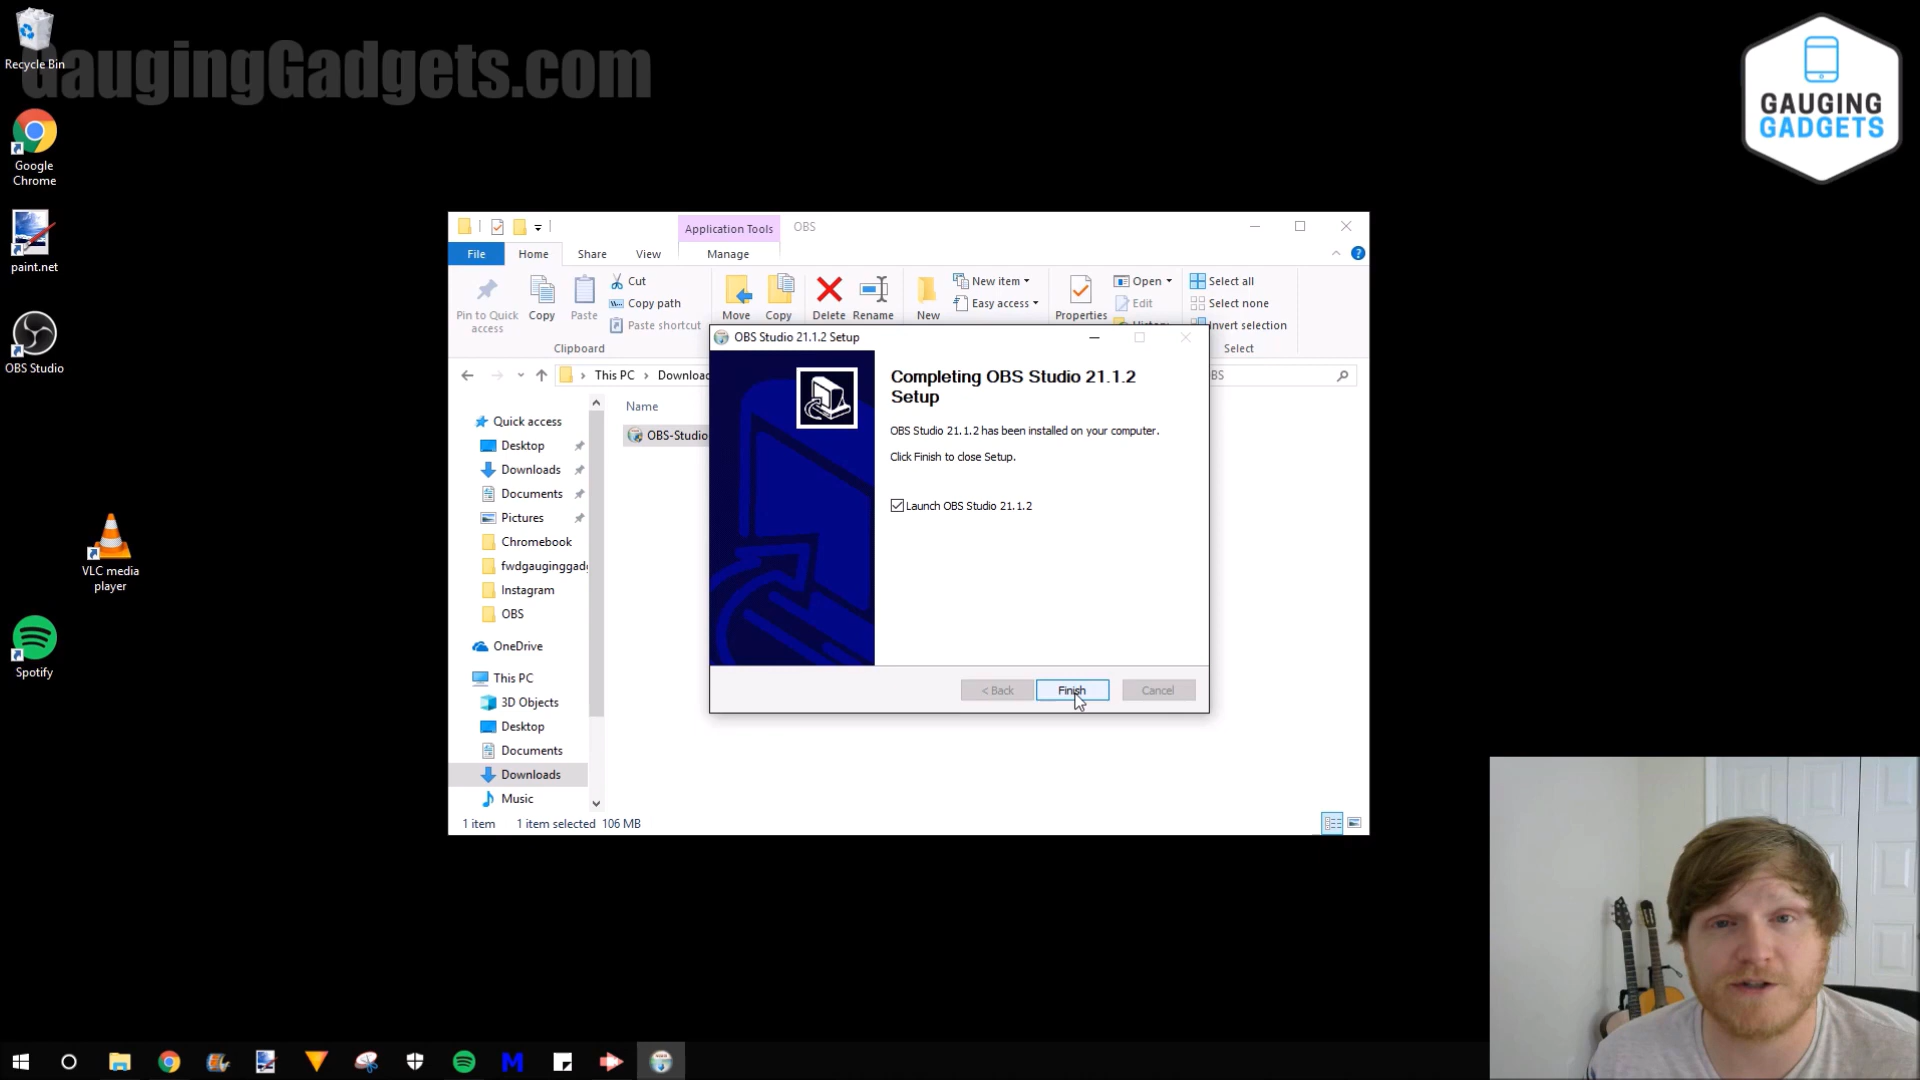 GaugingGadgets.com
GAUGING
GADGETS
Recycle Bin
Google
Chrome
paint.net
OBS Studio
VLC media
player
Spotify
Application Tools
OBS
File
Home
Share
View
Manage
Pin to Quick
access
Copy
Paste
Cut
Copy path
Paste shortcut
Clipboard
Move
Copy
Delete
Rename
New
New item
Easy access
Properties
Open
Edit
History
Select all
Select none
Invert selection
Select
This PC
Downloac
BS
Name
OBS-Studio
Quick access
Desktop
Downloads
Documents
Pictures
Chromebook
fwdgauginggad
Instagram
OBS
OneDrive
This PC
3D Objects
Desktop
Documents
Downloads
Music
1 item
1 item selected 106 MB
OBS Studio 21.1.2 Setup
Completing OBS Studio 21.1.2
Setup
OBS Studio 21.1.2 has been installed on your computer.
Click Finish to close Setup.
Launch OBS Studio 21.1.2
< Back
Finish
Cancel